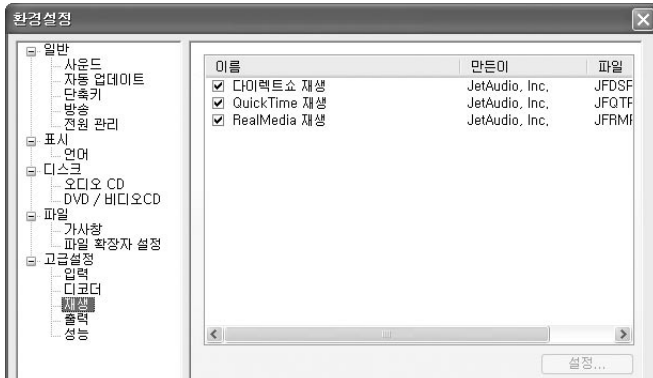 환경설정
일반
사운드
자동 업데이트
단축키
방송
전원 관리
표시
언어
디스크
오디오 CD
DVD / 비디오CD
파일
가사창
파일 확장자 설정
고급설정
입력
디코더
재생
출력
성능
이름 만든이 파일
다이렉트쇼 재생 JetAudio, Inc, JFDSF
QuickTime 재생 JetAudio, Inc, JFQTF
RealMedia 재생 JetAudio, Inc, JFRMF
설정...